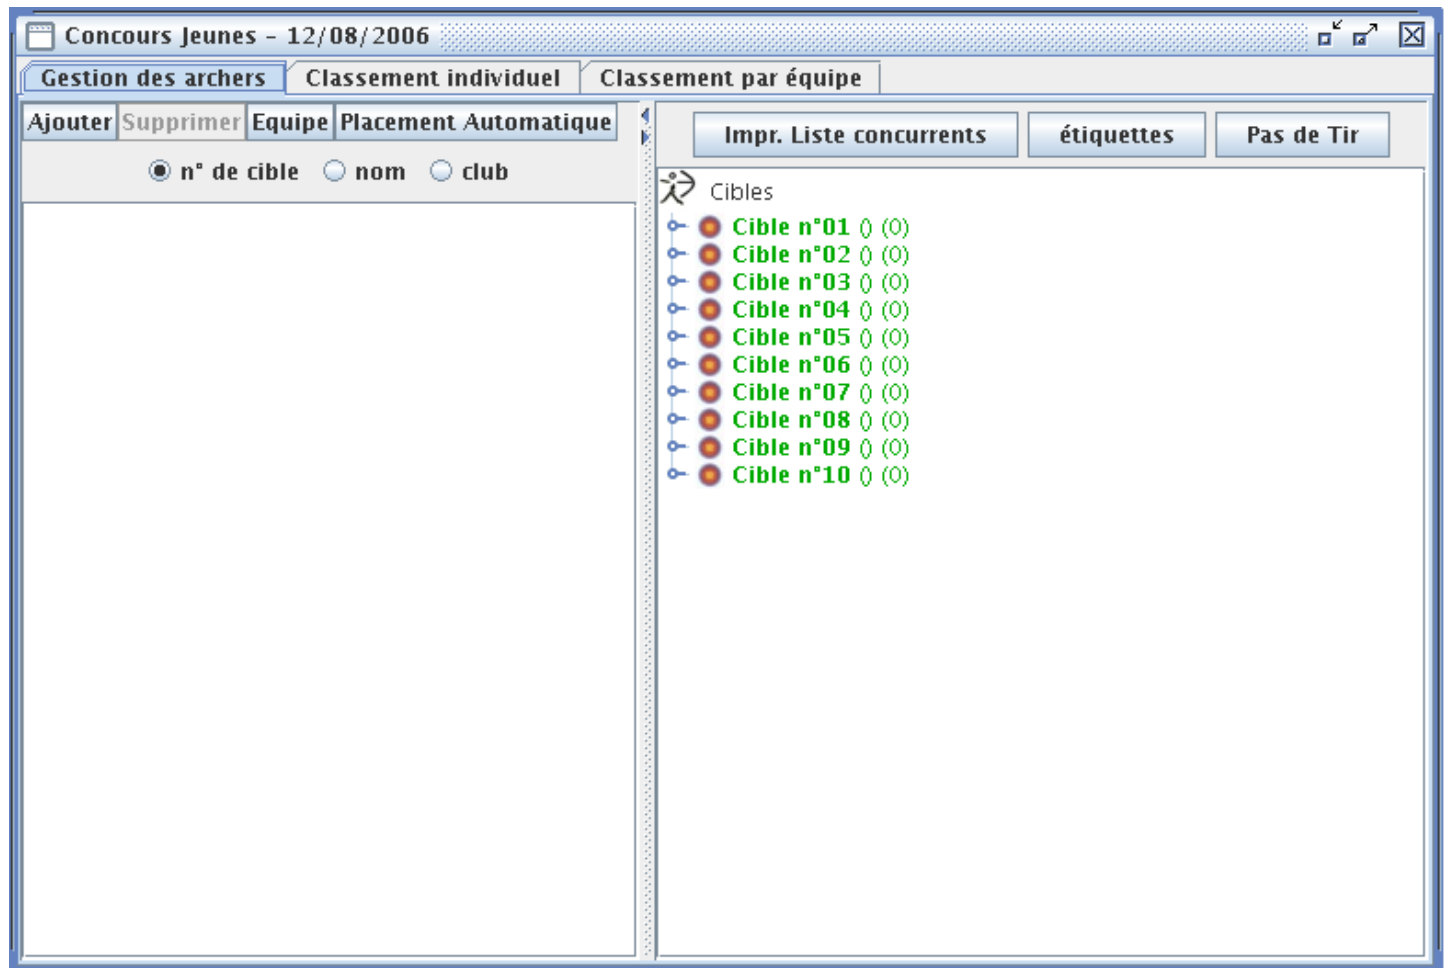 Concours Jeunes - 12/08/2006
Gestion des archers Classement individuel Classement par équipe
Ajouter Supprimer Equipe Placement Automatique
n° de cible nom club
Impr. Liste concurrents étiquettes Pas de Tir
Cibles
Cible n°01 () (0)
Cible n°02 () (0)
Cible n°03 () (0)
Cible n°04 () (0)
Cible n°05 () (0)
Cible n°06 () (0)
Cible n°07 () (0)
Cible n°08 () (0)
Cible n°09 () (0)
Cible n°10 () (0)